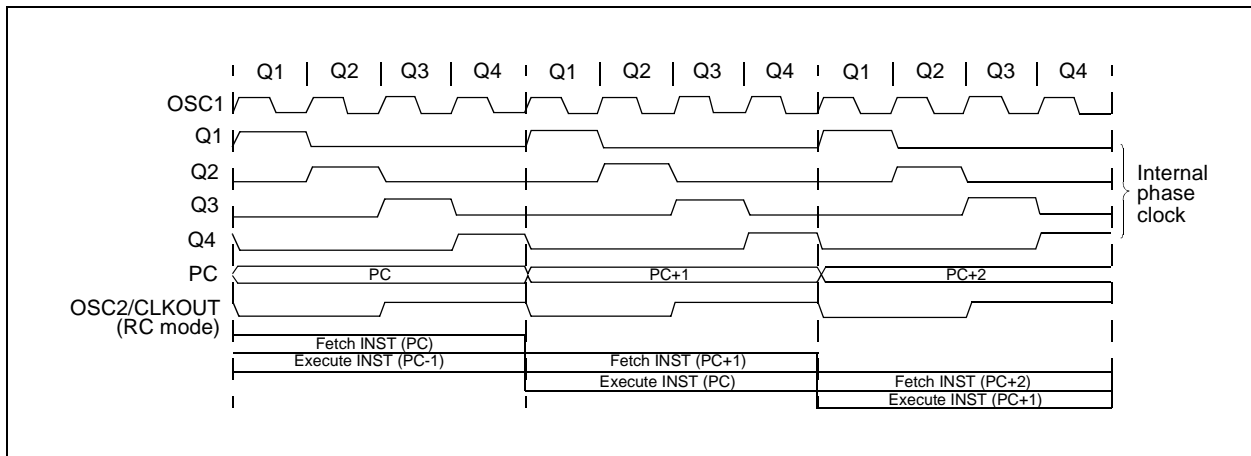 Q1 Q2 Q3 Q4 Q1 Q2 Q3 Q4 Q1 Q2 Q3 Q4
OSC1
Q1
Q2
Q3
Q4
PC
OSC2/CLKOUT
(RC mode)
PC PC+1 PC+2
Internal
phase
clock
Fetch INST (PC)
Execute INST (PC-1) Fetch INST (PC+1)
Execute INST (PC) Fetch INST (PC+2)
Execute INST (PC+1)